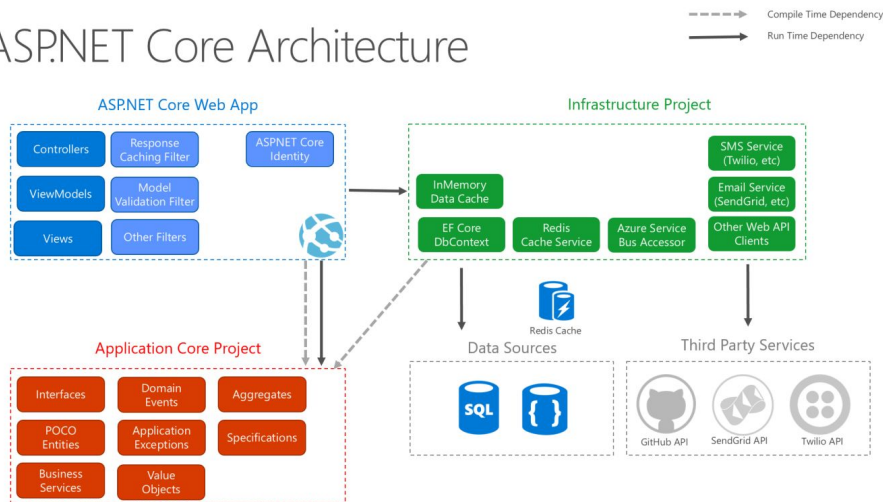 Compile Time Dependency
Run Time Dependency
ASP.NET Core Architecture
ASP.NET Core Web App
Controllers
Response
Caching Filter
ASP.NET Core
Identity
ViewModels
Model
Validation Filter
Views
Other Filters
Infrastructure Project
SMS Service
(Twilio, etc)
InMemory
Data Cache
Email Service
(SendGrid, etc)
EF Core
DbContext
Redis
Cache Service
Azure Service
Bus Accessor
Other Web API
Clients
Redis Cache
Application Core Project
Interfaces
Domain
Events
Aggregates
POCO
Entities
Application
Exceptions
Specifications
Business
Services
Value
Objects
Data Sources
SQL
{ }
Third Party Services
GitHub API
SendGrid API
Twilio API